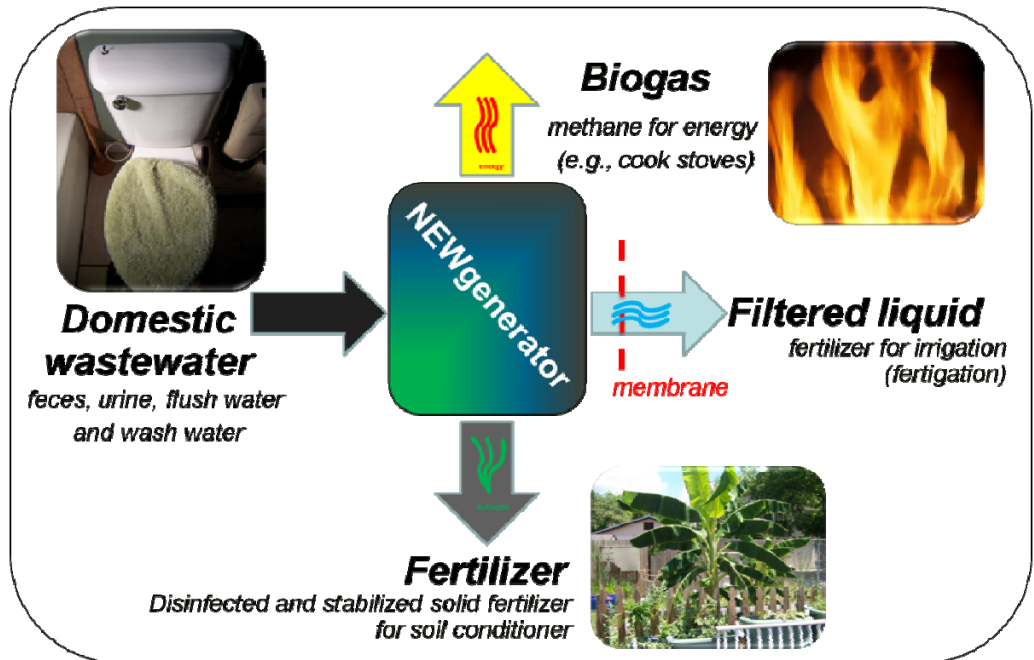 Biogas
methane for energy
(e.g., cook stoves)
energy
NEWgenerator
Domestic
wastewater
feces, urine, flush water
and wash water
Filtered liquid
fertilizer for irrigation
(fertigation)
membrane
Fertilizer
Disinfected and stabilized solid fertilizer
for soil conditioner